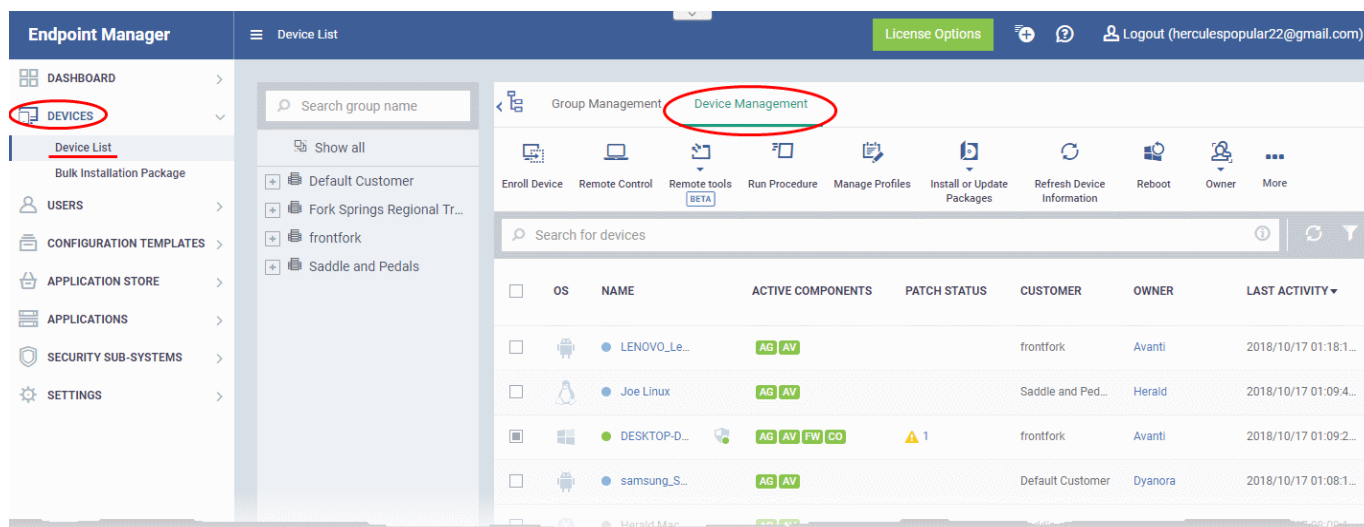 Endpoint Manager
Device List
License Options
Logout (herculespopular22@gmail.com)
DASHBOARD
DEVICES
Device List
Bulk Installation Package
USERS
CONFIGURATION TEMPLATES
APPLICATION STORE
APPLICATIONS
SECURITY SUB-SYSTEMS
SETTINGS
Search group name
Show all
Default Customer
Fork Springs Regional Tr...
frontfork
Saddle and Pedals
Group Management Device Management
Enroll Device Remote Control Remote tools Run Procedure Manage Profiles Install or Update Packages Refresh Device Information Reboot Owner More
BETA
Search for devices
OS NAME ACTIVE COMPONENTS PATCH STATUS CUSTOMER OWNER LAST ACTIVITY
LENOVO_Le... AG AV frontfork Avanti 2018/10/17 01:18:1...
Joe Linux AG AV Saddle and Ped... Herald 2018/10/17 01:09:4...
DESKTOP-D... AG AV FW CO 1 frontfork Avanti 2018/10/17 01:09:2...
samsung_S... AG AV Default Customer Dyanora 2018/10/17 01:08:1...
Herald Mac